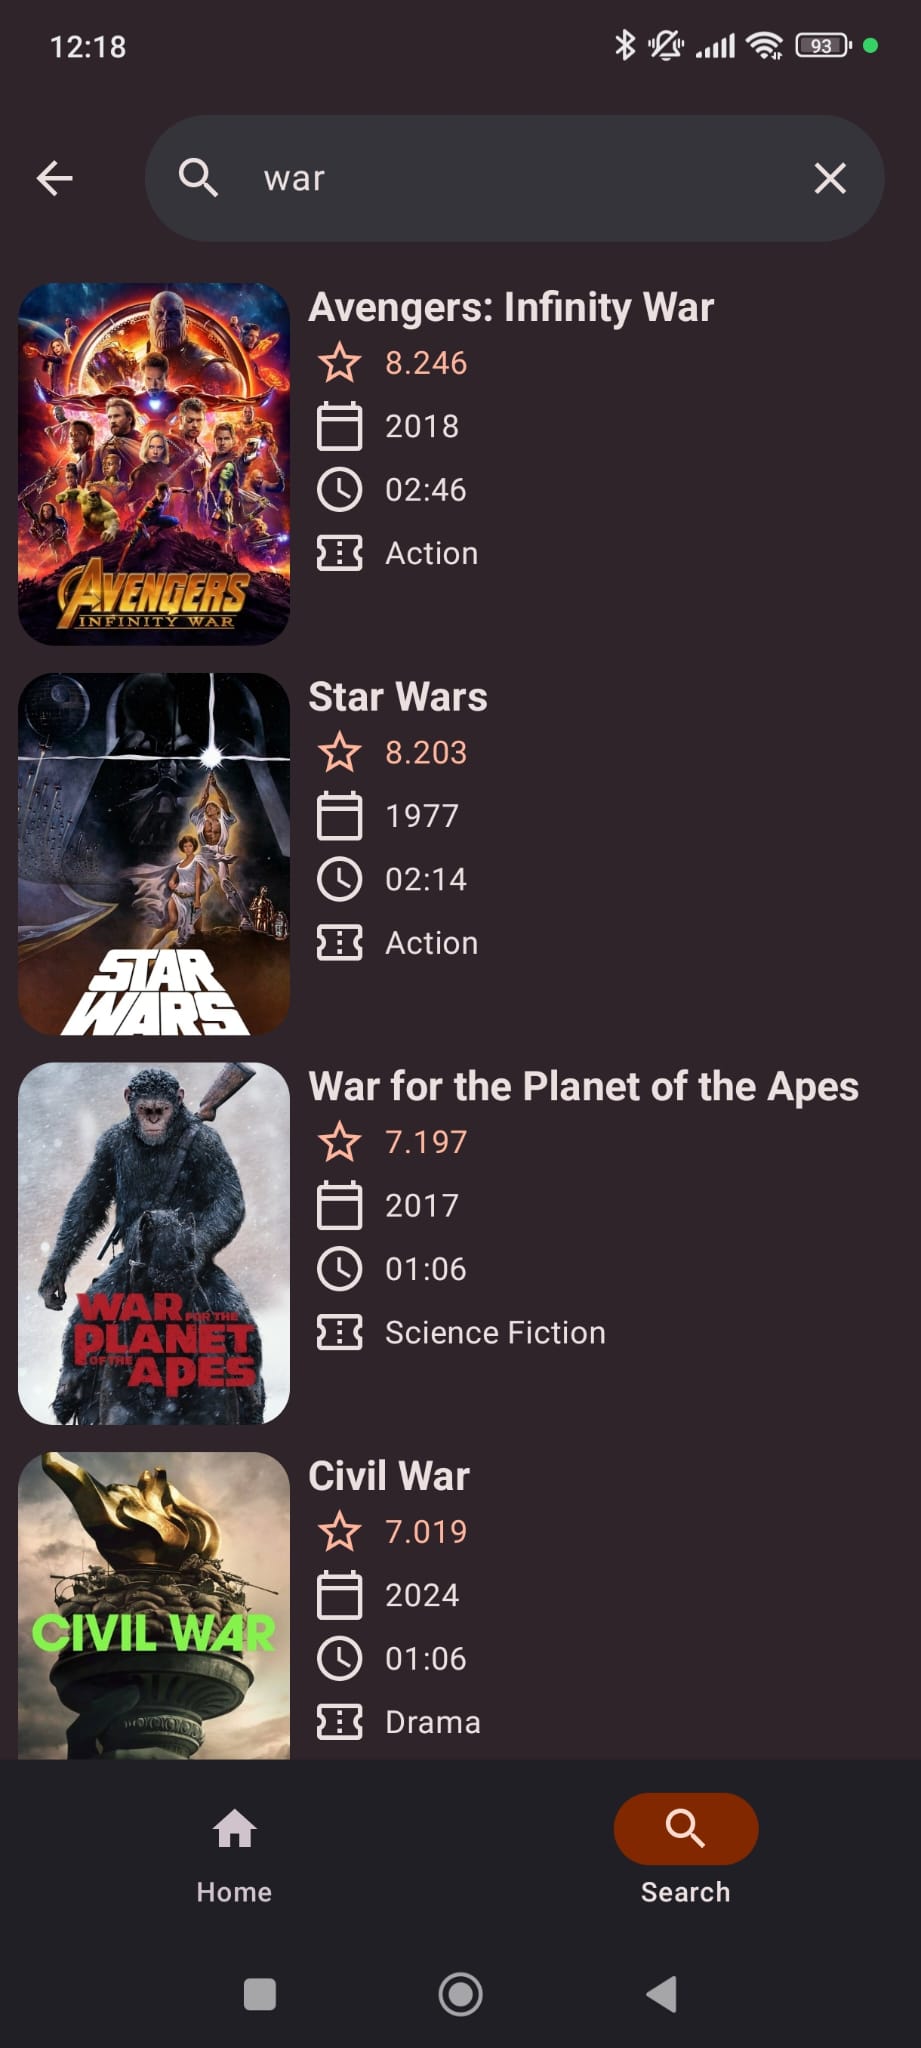 12:18
93
war
Avengers: Infinity War
8.246
2018
02:46
Action
AVENGERS
INFINITY WAR
Star Wars
8.203
1977
02:14
Action
STAR
WARS
War for the Planet of the Apes
7.197
2017
01:06
Science Fiction
WAR FOR THE
PLANET
OF THE APES
Civil War
7.019
2024
01:06
Drama
CIVIL WAR
Home
Search